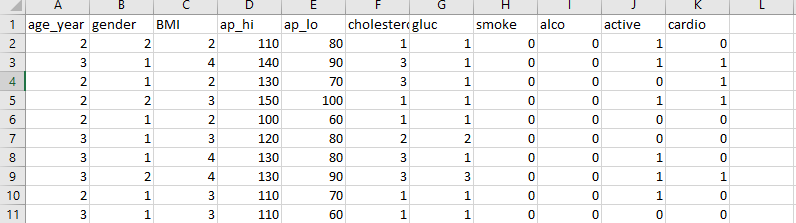 A B C D E F G H I J K L
1 age_year gender BMI ap_hi ap_lo cholestero gluc smoke alco active cardio
2 2 2 2 110 80 1 1 0 0 1 0
3 3 1 4 140 90 3 1 0 0 1 1
4 2 1 2 130 70 3 1 0 0 0 1
5 2 2 3 150 100 1 1 0 0 1 1
6 2 1 2 100 60 1 1 0 0 0 0
7 3 1 3 120 80 2 2 0 0 0 0
8 3 1 4 130 80 3 1 0 0 1 0
9 3 2 4 130 90 3 3 0 0 1 1
10 2 1 3 110 70 1 1 0 0 1 0
11 3 1 3 110 60 1 1 0 0 0 0